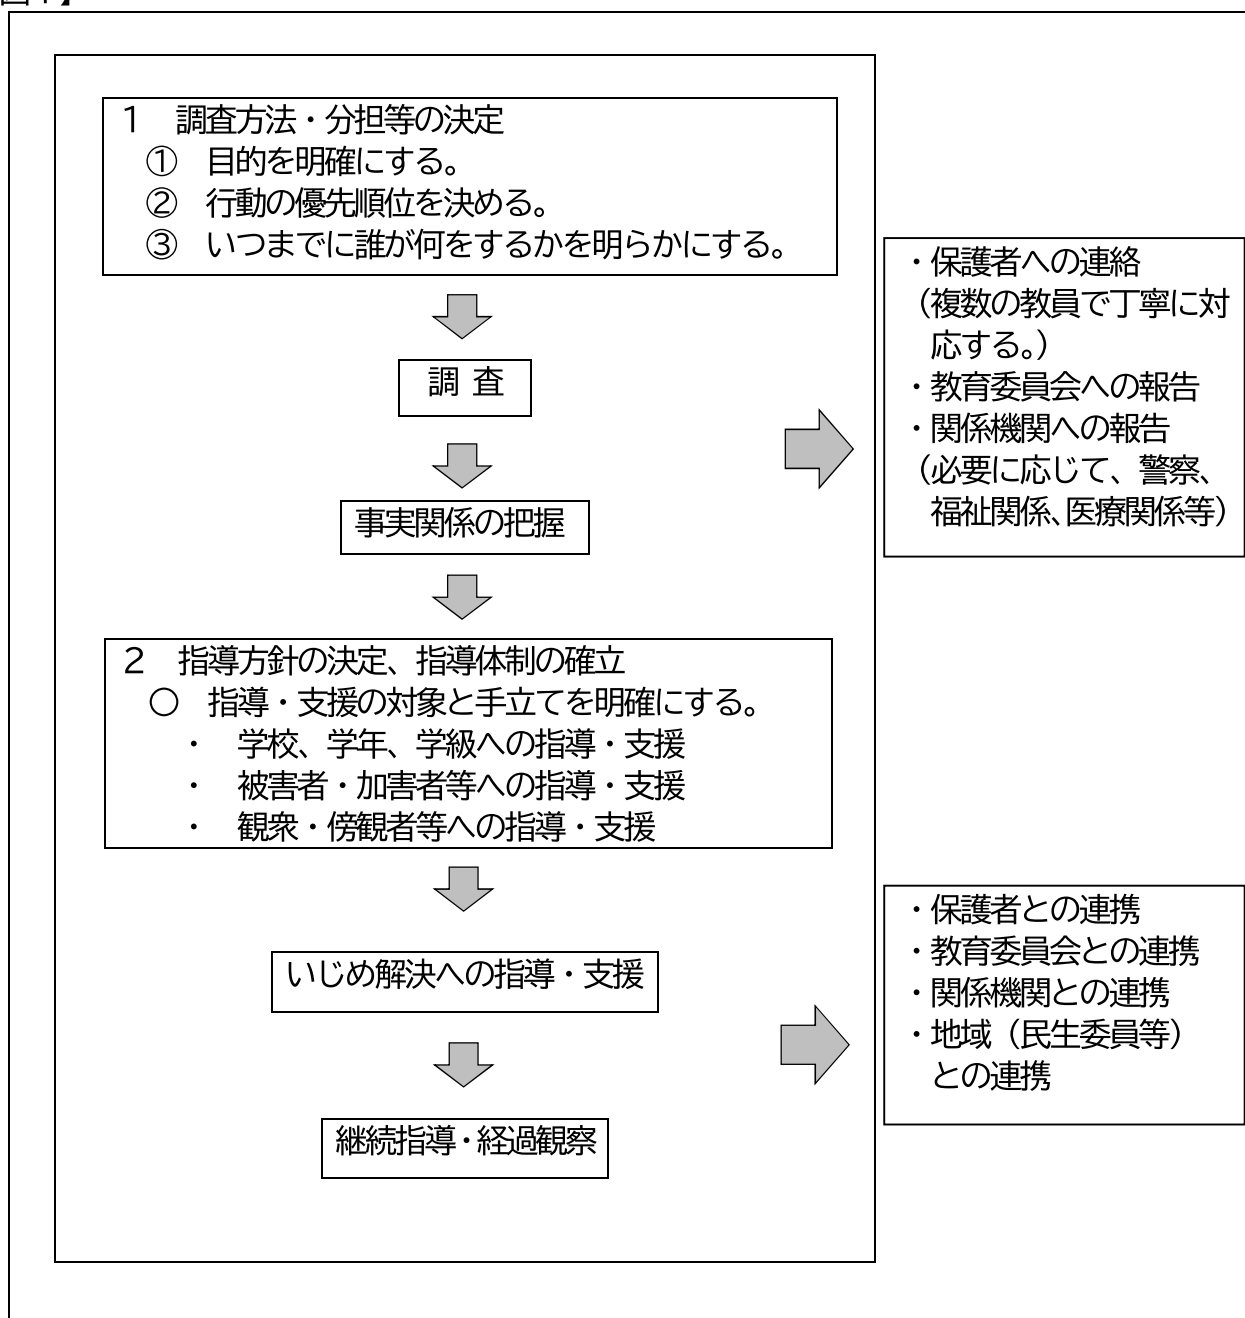 １　調査方法・分担等の決定
①　目的を明確にする。
②　行動の優先順位を決める。
③　いつまでに誰が何をするかを明らかにする。
調 査
事実関係の把握
・保護者への連絡
（複数の教員で丁寧に対
応する。）
・教育委員会への報告
・関係機関への報告
（必要に応じて、警察、
福祉関係、医療関係等）
２　指導方針の決定、指導体制の確立
○　指導・支援の対象と手立てを明確にする。
・　学校、学年、学級への指導・支援
・　被害者・加害者等への指導・支援
・　観衆・傍観者等への指導・支援
いじめ解決への指導・支援
継続指導・経過観察
・保護者との連携
・教育委員会との連携
・関係機関との連携
・地域（民生委員等）
との連携